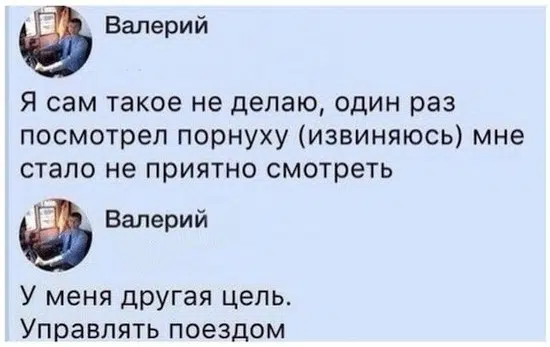 Валерий
Я сам такое не делаю, один раз
посмотрел порнуху (извиняюсь) мне
стало не приятно смотреть
Валерий
У меня другая цель.
Управлять поездом